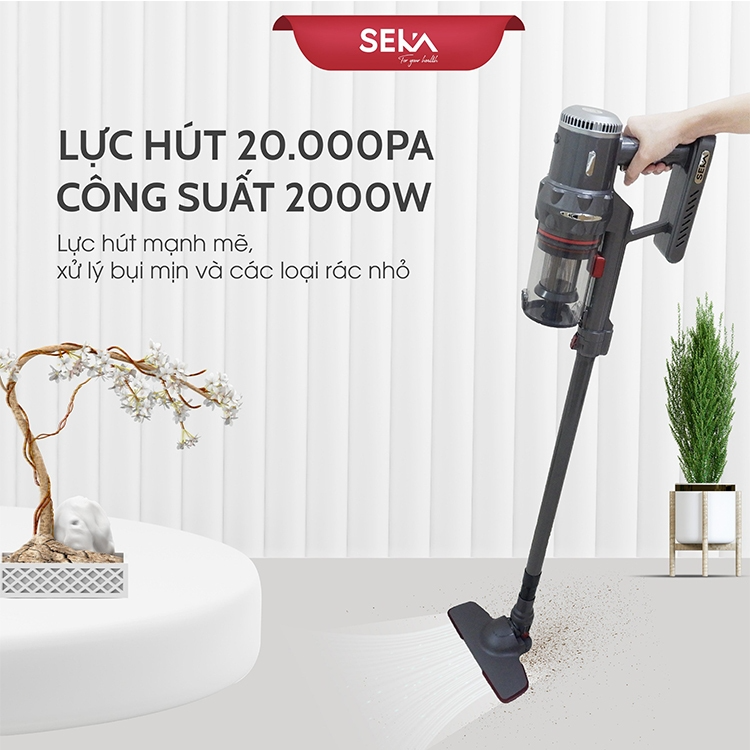 SEKA
For your health
LỰC HÚT 20.000PA
CÔNG SUẤT 2000W
Lực hút mạnh mẽ,
xử lý bụi mịn và các loại rác nhỏ
SEKA